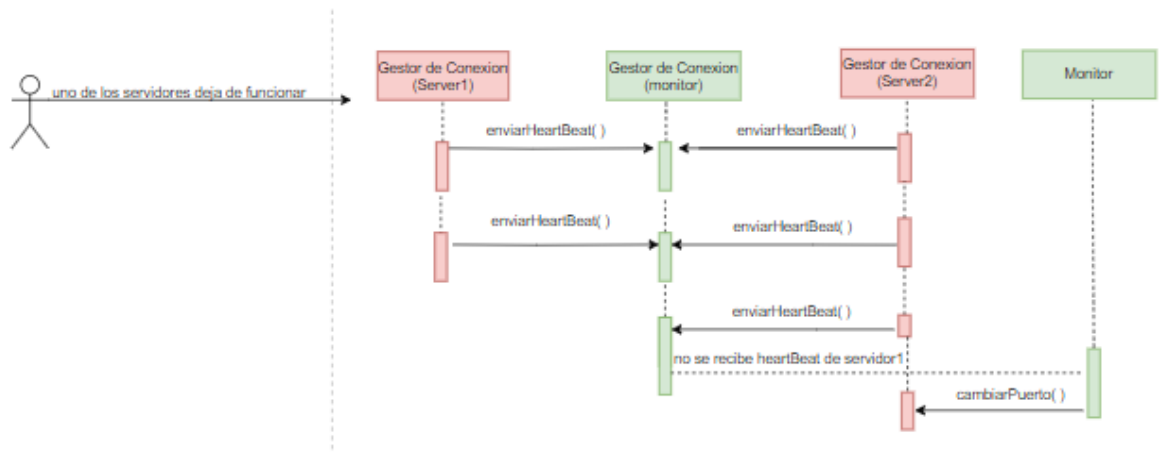 uno de los servidores deja de funcionar
Gestor de Conexion
(Server1)
Gestor de Conexion
(monitor)
Gestor de Conexion
(Server2)
Monitor
enviarHeartBeat( )
enviarHeartBeat( )
enviarHeartBeat( )
enviarHeartBeat( )
enviarHeartBeat( )
no se recibe heartBeat de servidor1
cambiarPuerto( )